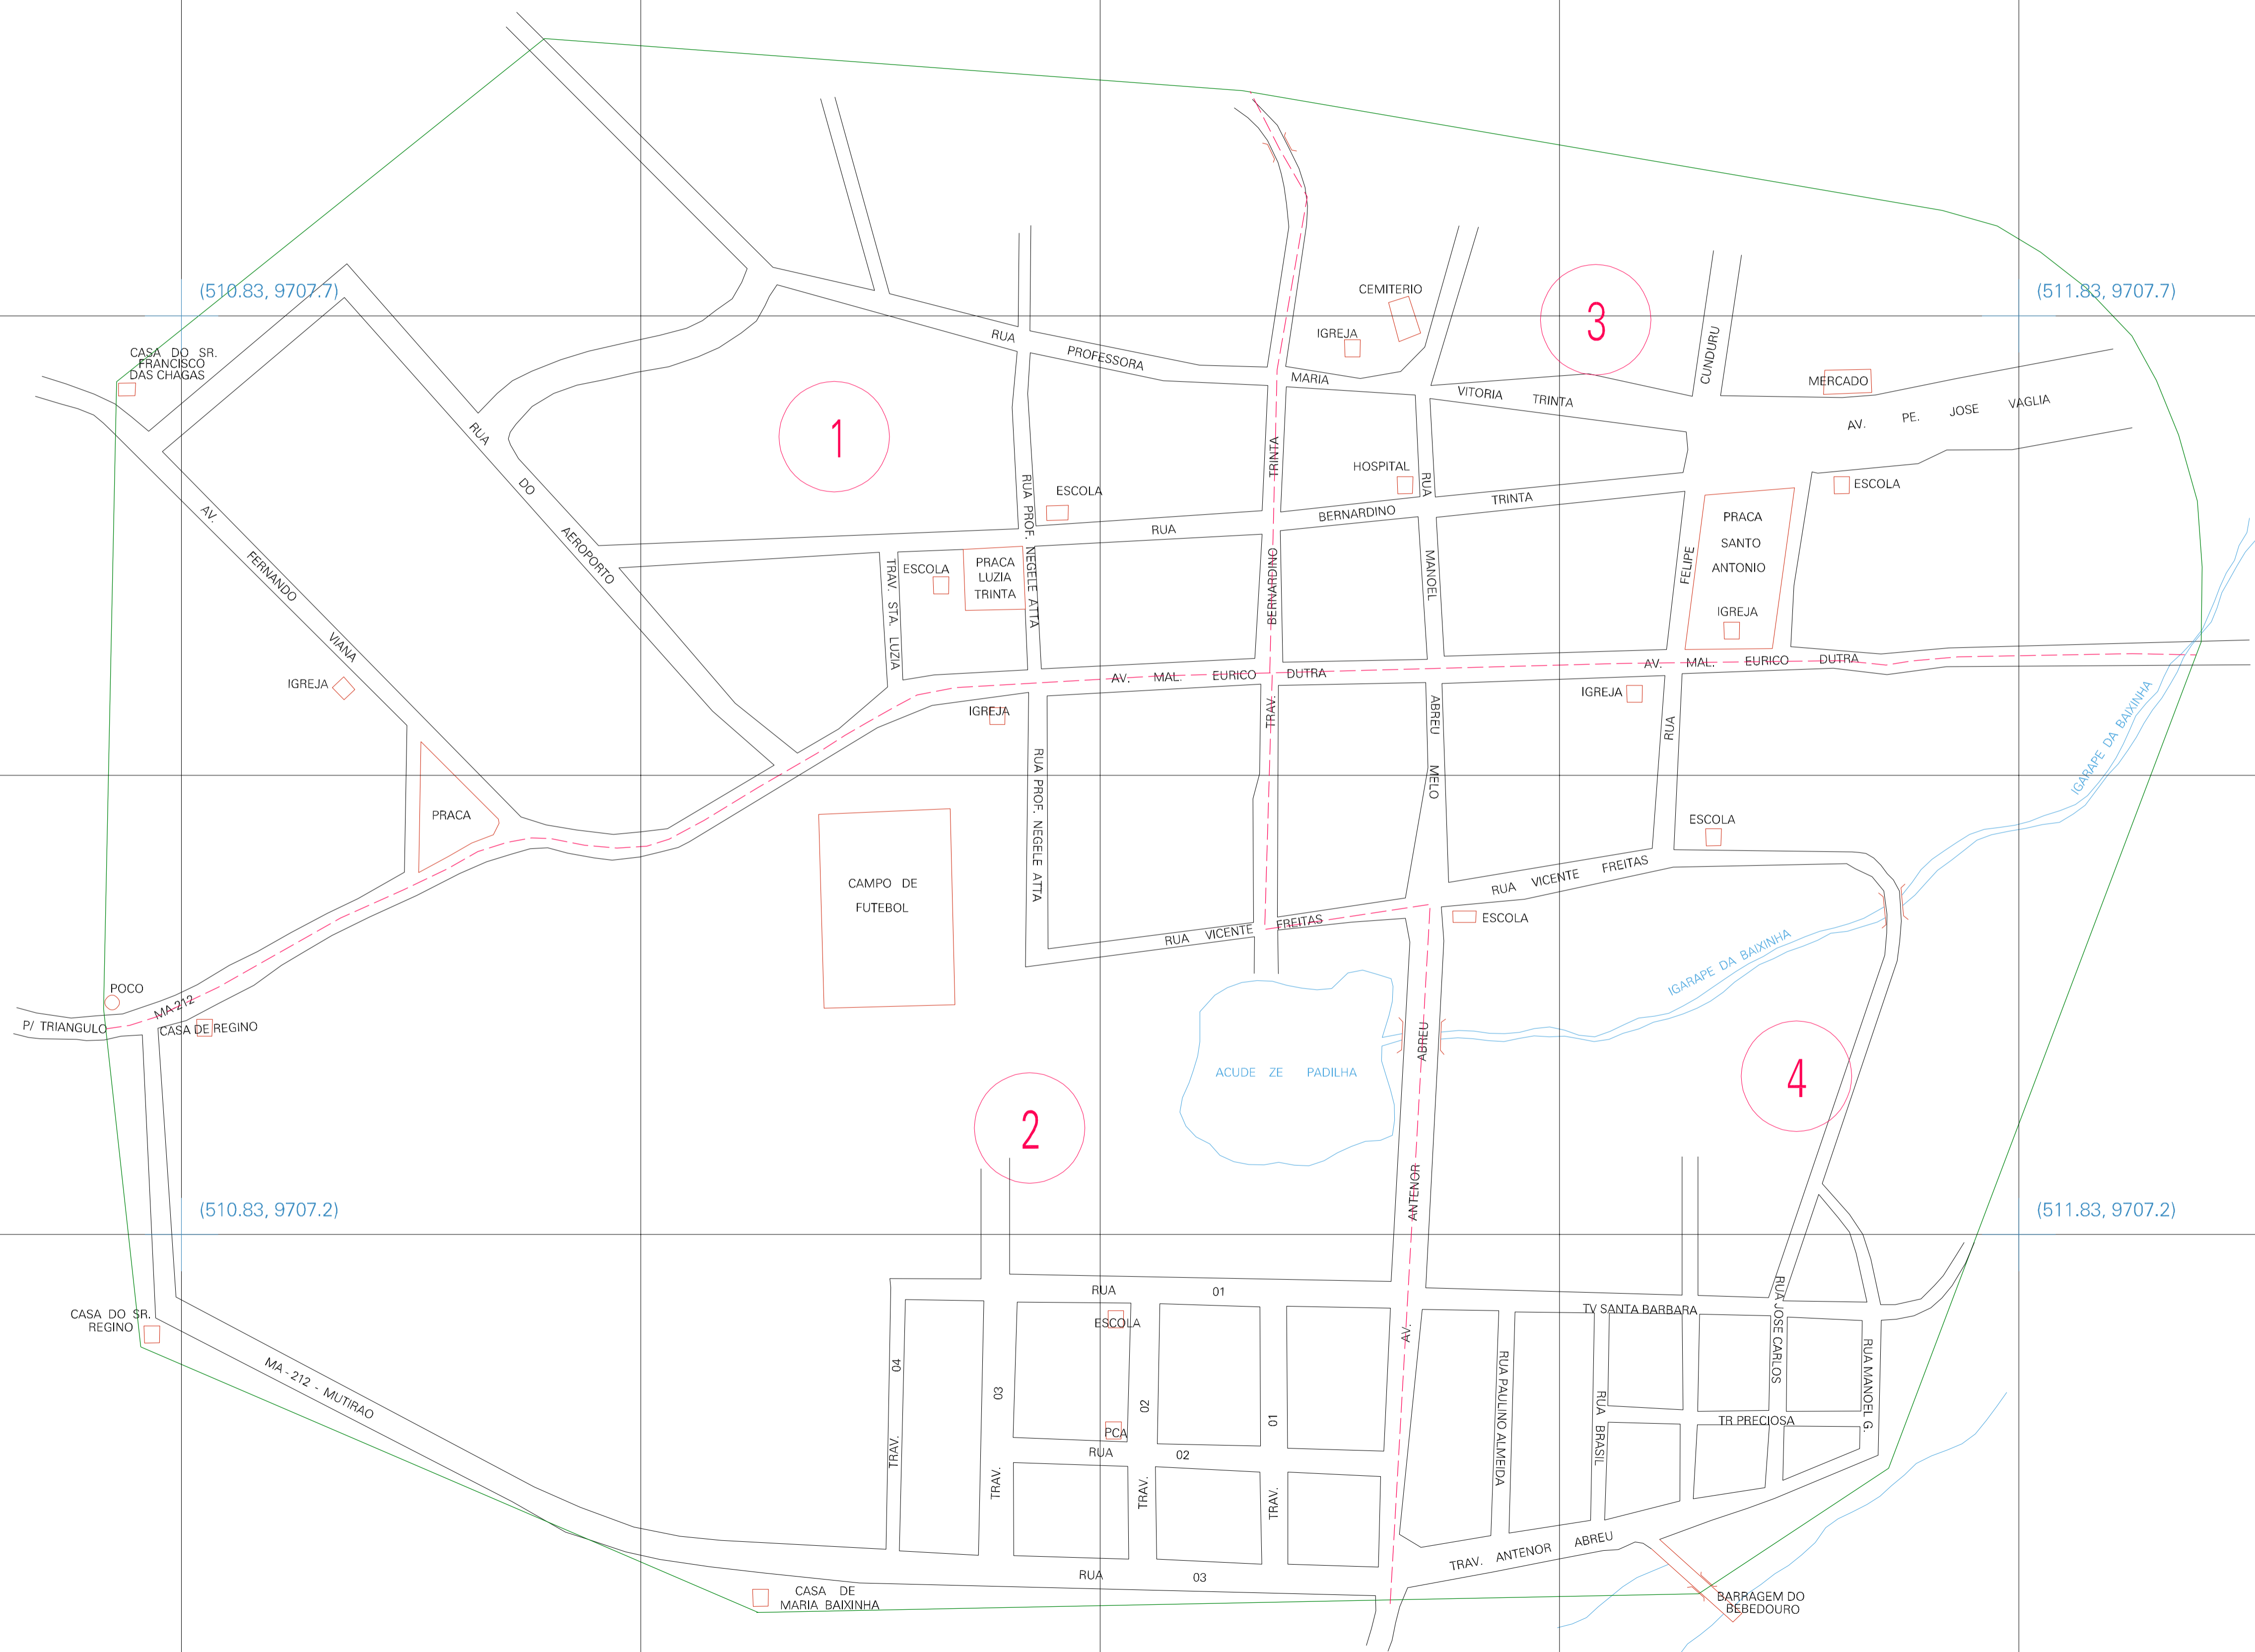 (510.83, 9707.7)
(511.83, 9707.7)
CEMITERIO
IGREJA
3
CUNDURU
CASA DO SR.
FRANCISCO
DAS CHAGAS
RUA PROFESSORA MARIA VITORIA TRINTA
MERCADO
AV. PE. JOSE VAGLIA
1
RUA DO AEROPORTO
HOSPITAL
ESCOLA
ESCOLA
AV. FERNANDO VIANA
RUA BERNARDINO TRINTA
RUA PROF. NEGELE ATTA
TRAV. BERNARDINO TRINTA
RUA MANOEL ABREU MELO
RUA FELIPE
PRACA
SANTO
ANTONIO
IGREJA
ESCOLA
PRACA
LUZIA
TRINTA
TRAV. STA. LUZIA
AV. MAL. EURICO DUTRA
AV. MAL. EURICO DUTRA
IGREJA
IGREJA
IGREJA
IGARAPE DA BAIXINHA
PRACA
RUA PROF. NEGELE ATTA
ESCOLA
CAMPO DE
FUTEBOL
RUA VICENTE FREITAS
RUA VICENTE FREITAS
ESCOLA
IGARAPE DA BAIXINHA
POCO
MA-212
P/ TRIANGULO
CASA DE REGINO
ACUDE ZE PADILHA
AV. ANTENOR ABREU
2
4
(510.83, 9707.2)
(511.83, 9707.2)
RUA 01
TV SANTA BARBARA
CASA DO SR.
REGINO
ESCOLA
RUA JOSE CARLOS
RUA MANOEL G.
MA - 212 - MUTIRAO
TRAV. 04
TRAV. 03
TRAV. 02
TRAV. 01
RUA PAULINO ALMEIDA
RUA BRASIL
TR PRECIOSA
PCA
RUA 02
TRAV. ANTENOR ABREU
RUA 03
CASA DE
MARIA BAIXINHA
BARRAGEM DO
BEBEDOURO